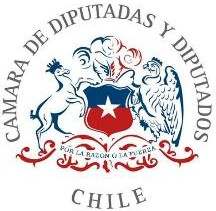 CAMARA DE DIPUTADAS Y DIPUTADOS
POR LA RAZON O LA FUERZA
CHILE